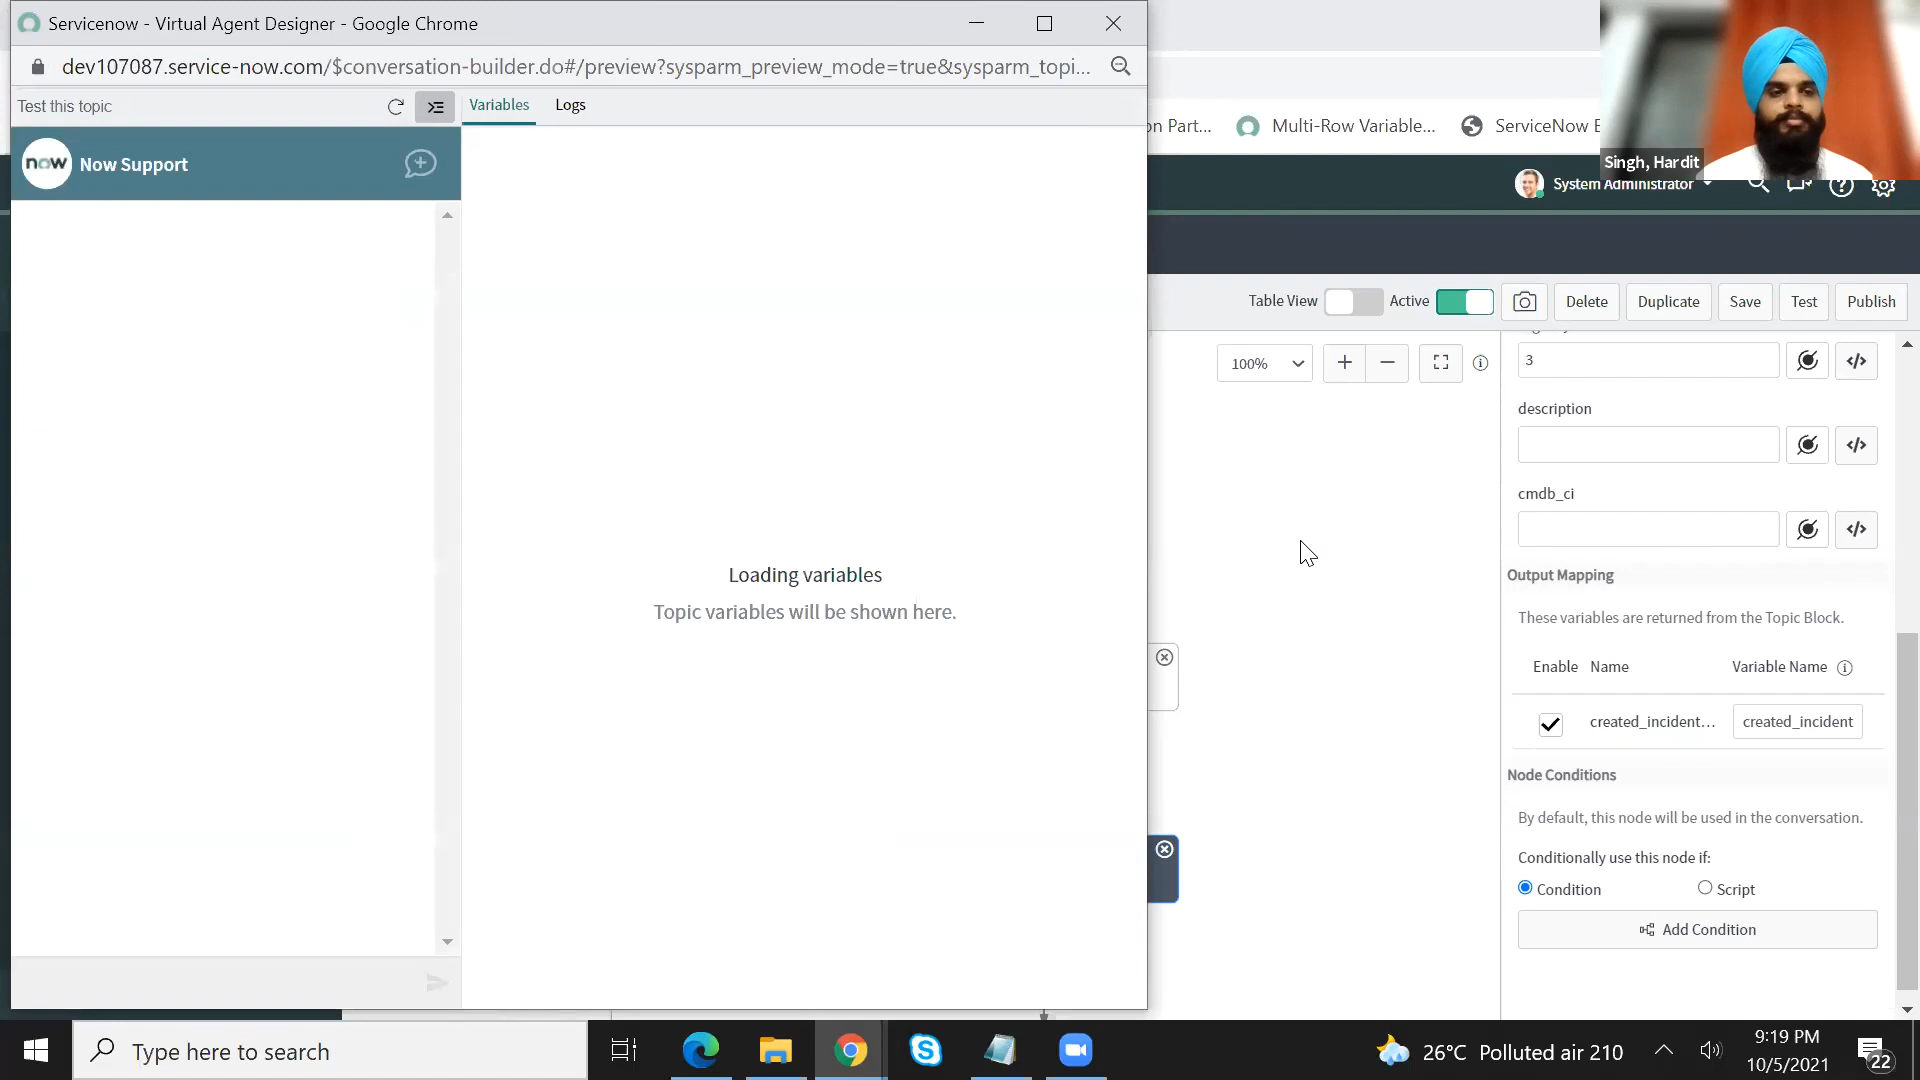 Servicenow - Virtual Agent Designer - Google Chrome
dev107087.service-now.com/$conversation-builder.do#/preview?sysparm_preview_mode=true&sysparm_topi...
Test this topic
Variables
Logs
now
Now Support
Loading variables
Topic variables will be shown here.
on Part...
Multi-Row Variable...
ServiceNow E
Singh, Hardit
System Administrator
Table View
Active
Delete
Duplicate
Save
Test
Publish
100%
3
description
cmdb_ci
Output Mapping
These variables are returned from the Topic Block.
Enable
Name
Variable Name
created_incident...
created_incident
Node Conditions
By default, this node will be used in the conversation.
Conditionally use this node if:
Condition
Script
Add Condition
Type here to search
26°C Polluted air 210
9:19 PM
10/5/2021
22